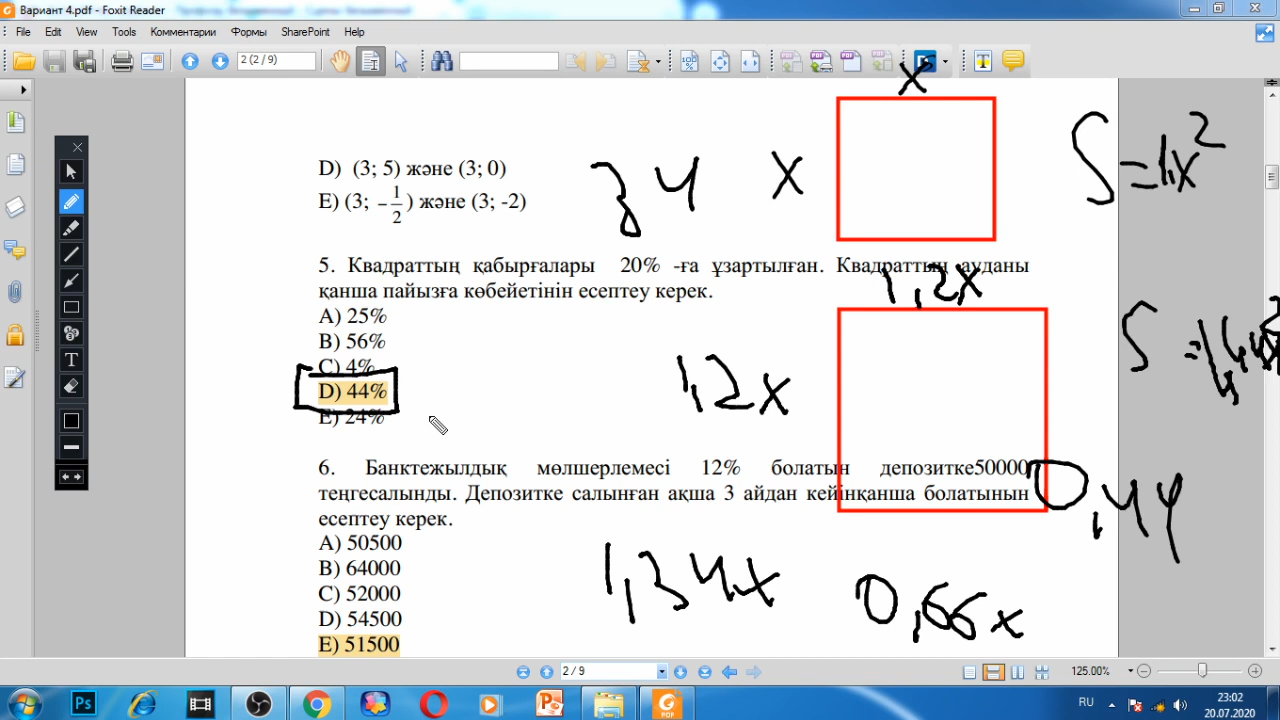 Вариант 4.pdf - Foxit Reader
File Edit View Tools Комментарии Формы SharePoint Help
2 (2 / 9)
x
D) (3; 5) және (3; 0)
34
x
S = 1x²
E) (3; −1/2) және (3; -2)
5. Квадраттың қабырғалары 20% -ға ұзартылған. Квадраттың ауданы
қанша пайызға көбейетінін есептеу керек.
1,2x
A) 25%
B) 56%
C) 4%
D) 44%
E) 24%
1,2x
S =
6. Банктежылдық мөлшерлемесі 12% болатын депозитке50000
теңгесалынды. Депозитке салынған ақша 3 айдан кейінқанша болатынын
есептеу керек.
0,44
A) 50500
B) 64000
C) 52000
D) 54500
E) 51500
1,34x
0,66x
2 / 9
125.00%
Ps
RU
23:02
20.07.2020